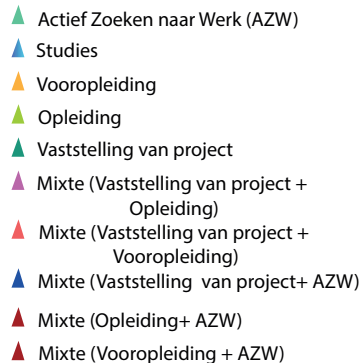 Actief Zoeken naar Werk (AZW)
Studies
Vooropleiding
Opleiding
Vaststelling van project
Mixte (Vaststelling van project +
Opleiding)
Mixte (Vaststelling van project +
Vooropleiding)
Mixte (Vaststelling van project+ AZW)
Mixte (Opleiding+ AZW)
Mixte (Vooropleiding + AZW)